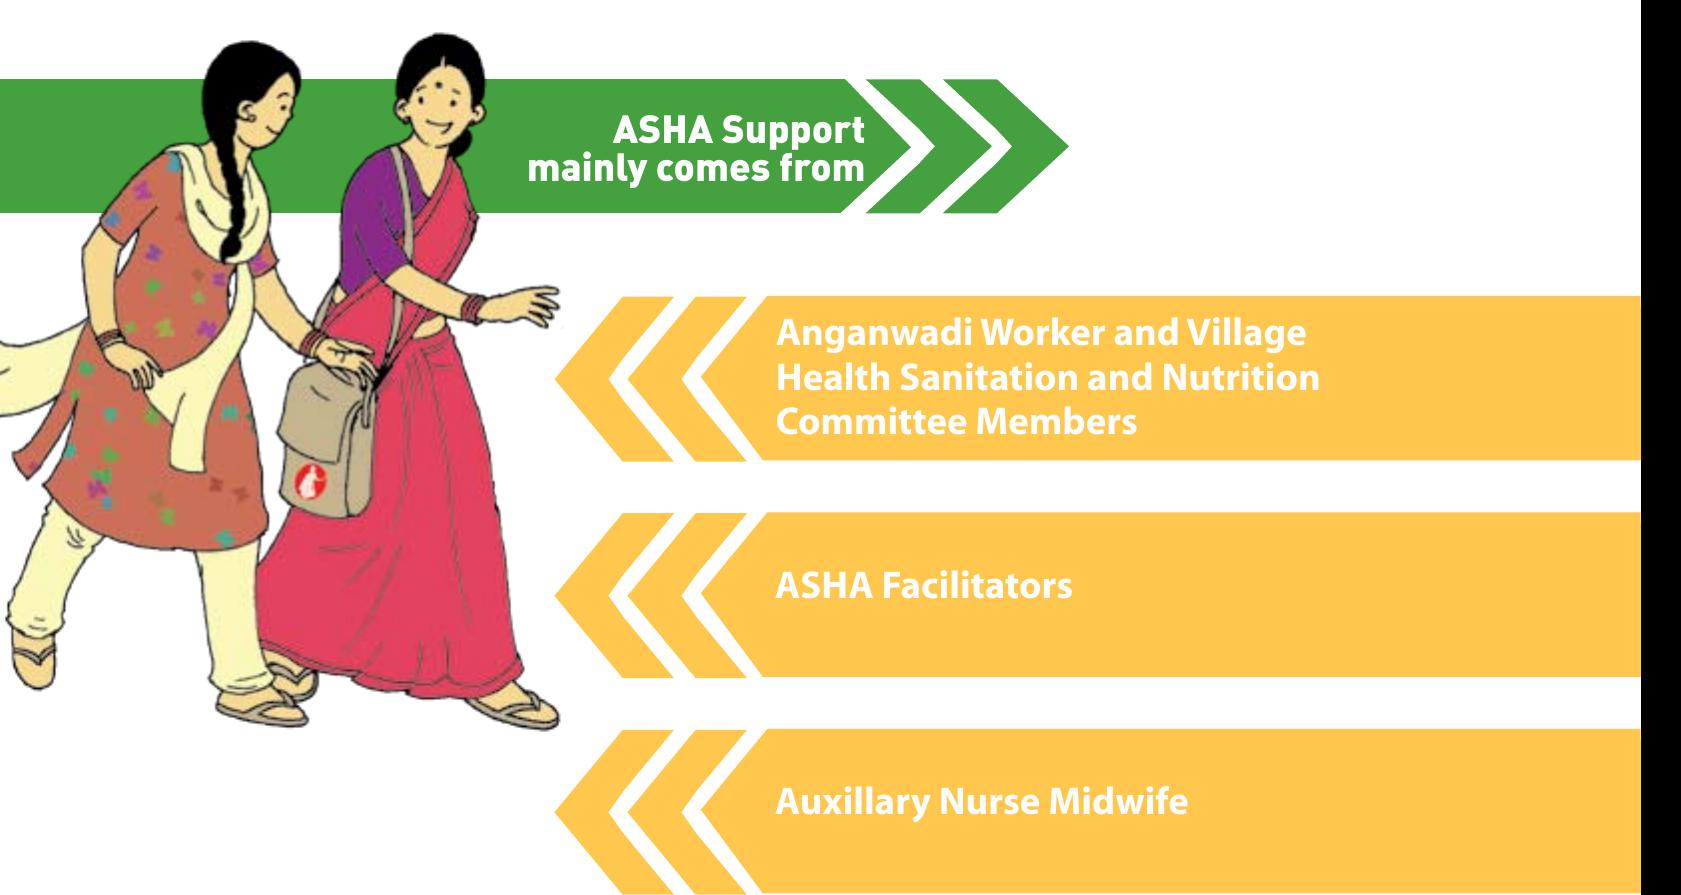 ASHA Support
mainly comes from
Anganwadi Worker and Village
Health Sanitation and Nutrition
Committee Members
ASHA Facilitators
Auxillary Nurse Midwife